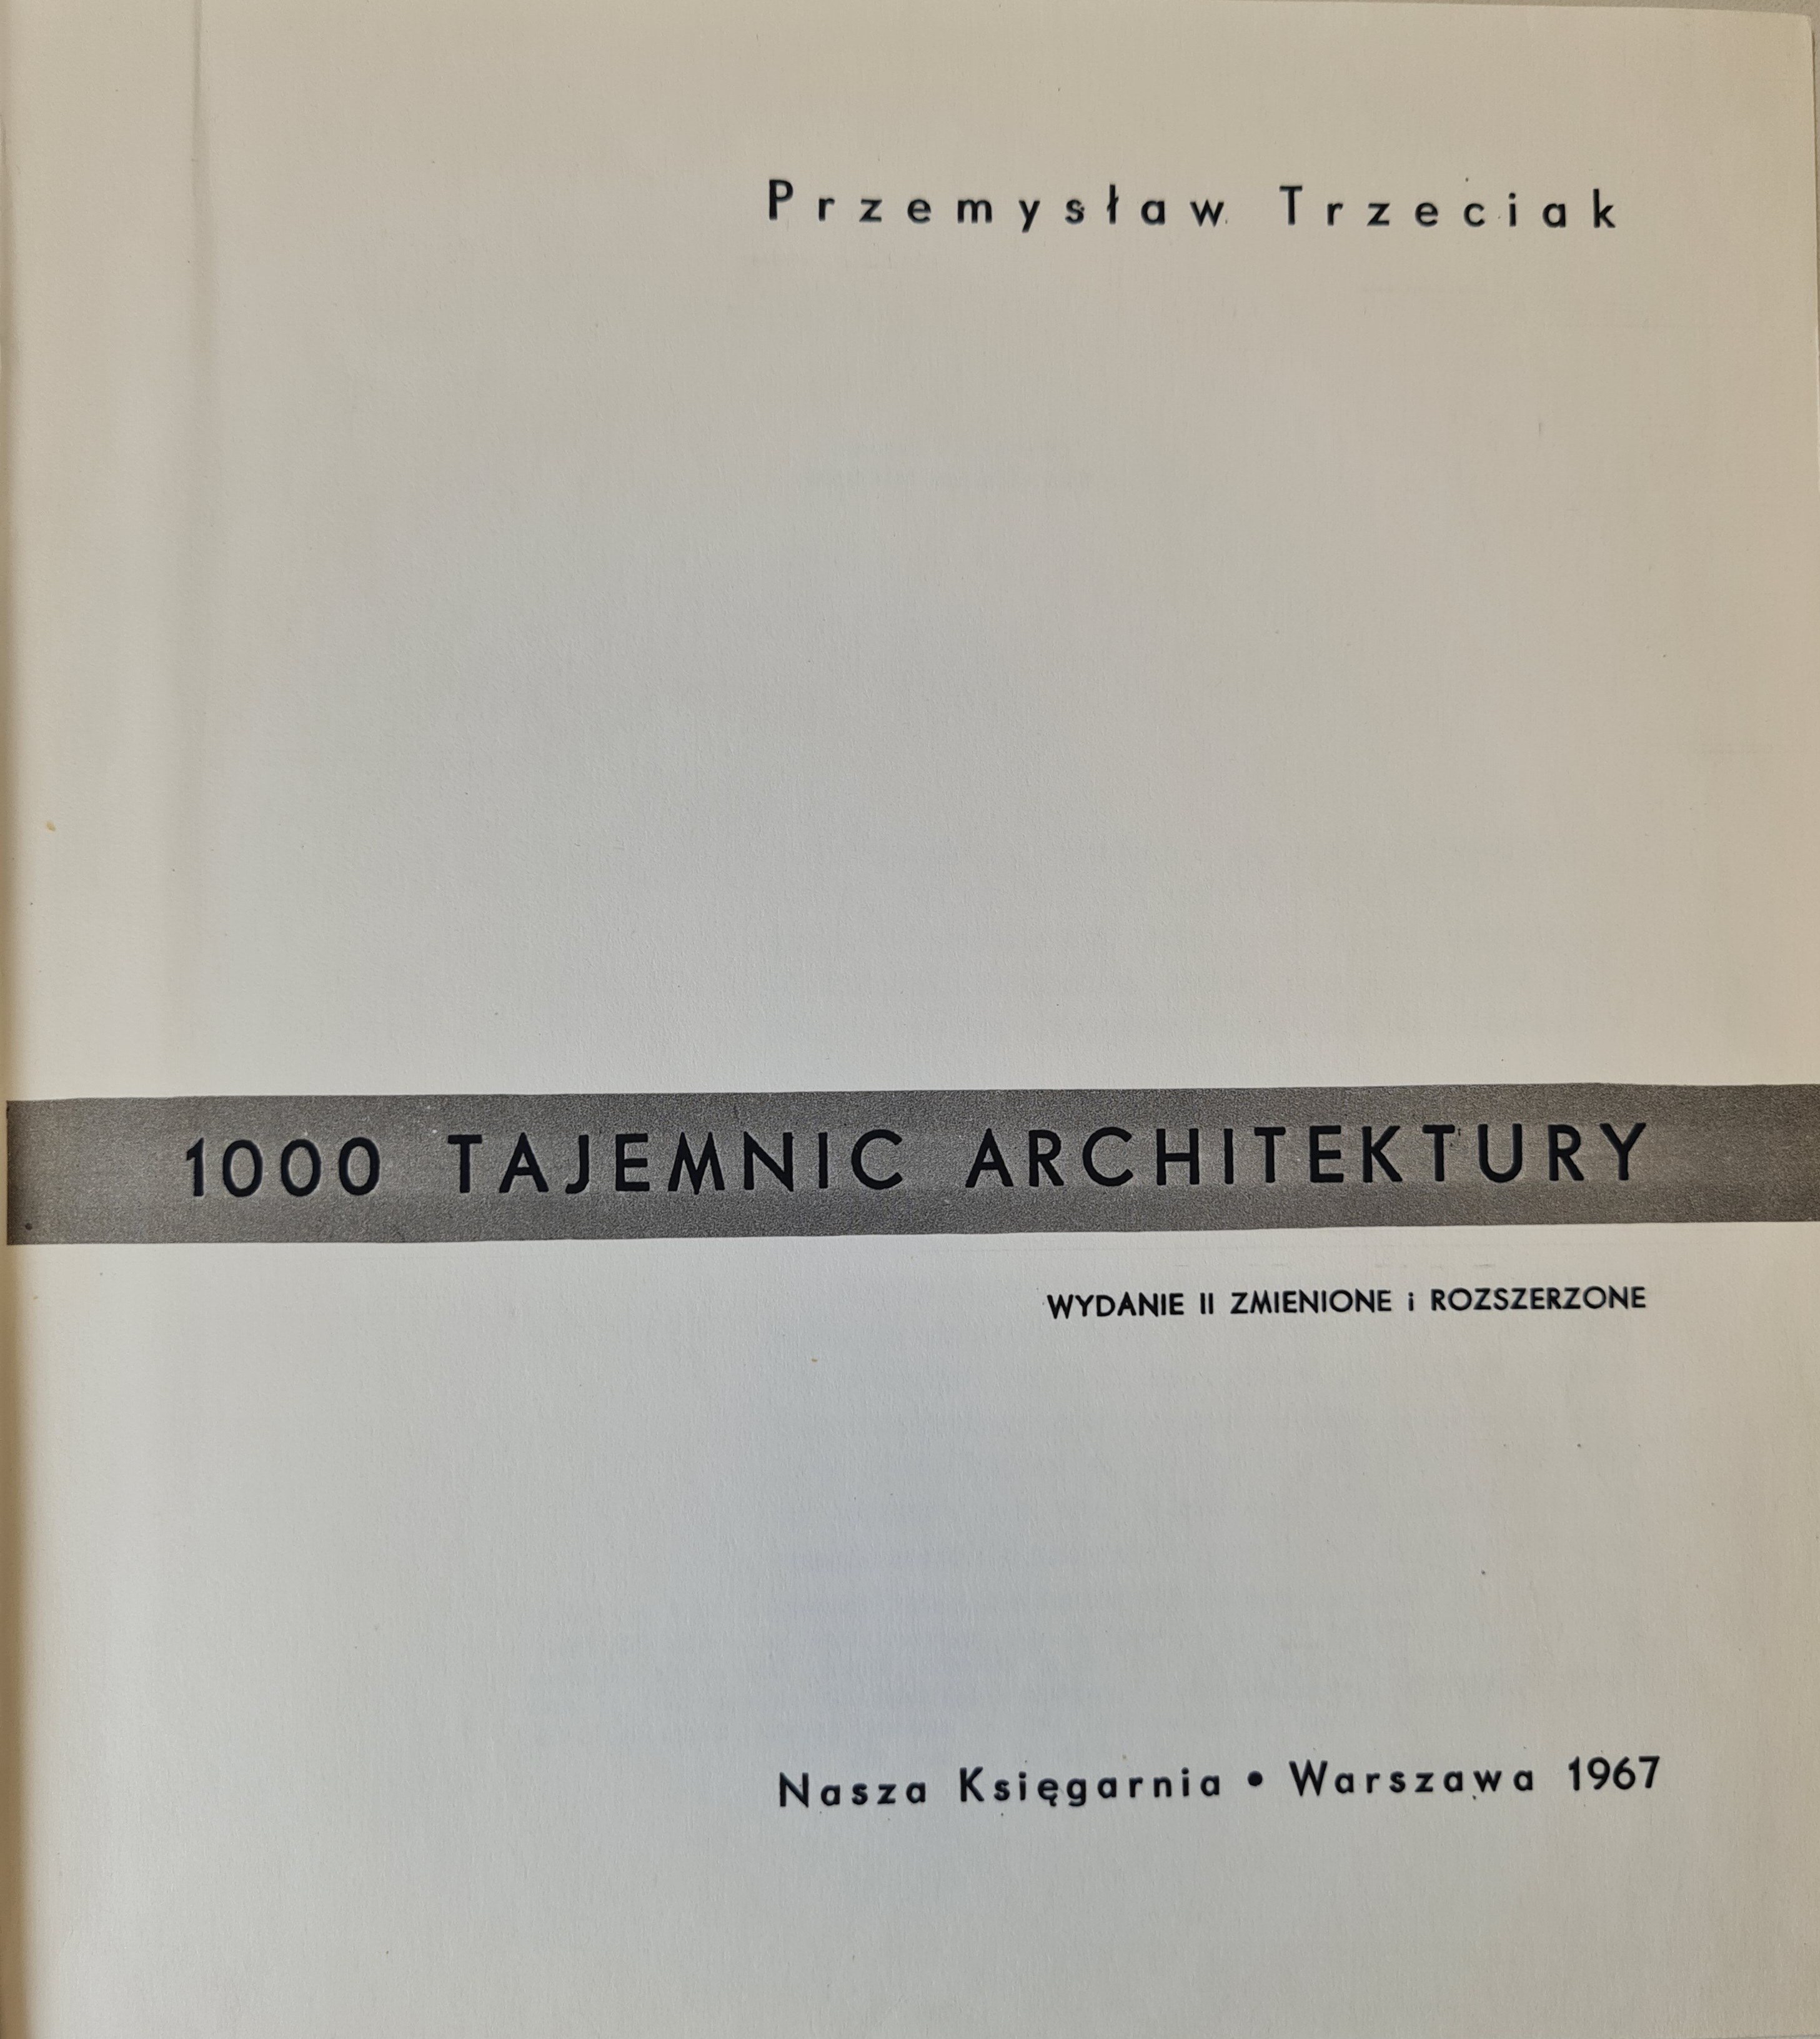 Przemysław Trzeciak
1000 TAJEMNIC ARCHITEKTURY
WYDANIE II ZMIENIONE i ROZSZERZONE
Nasza Księgarnia • Warszawa 1967